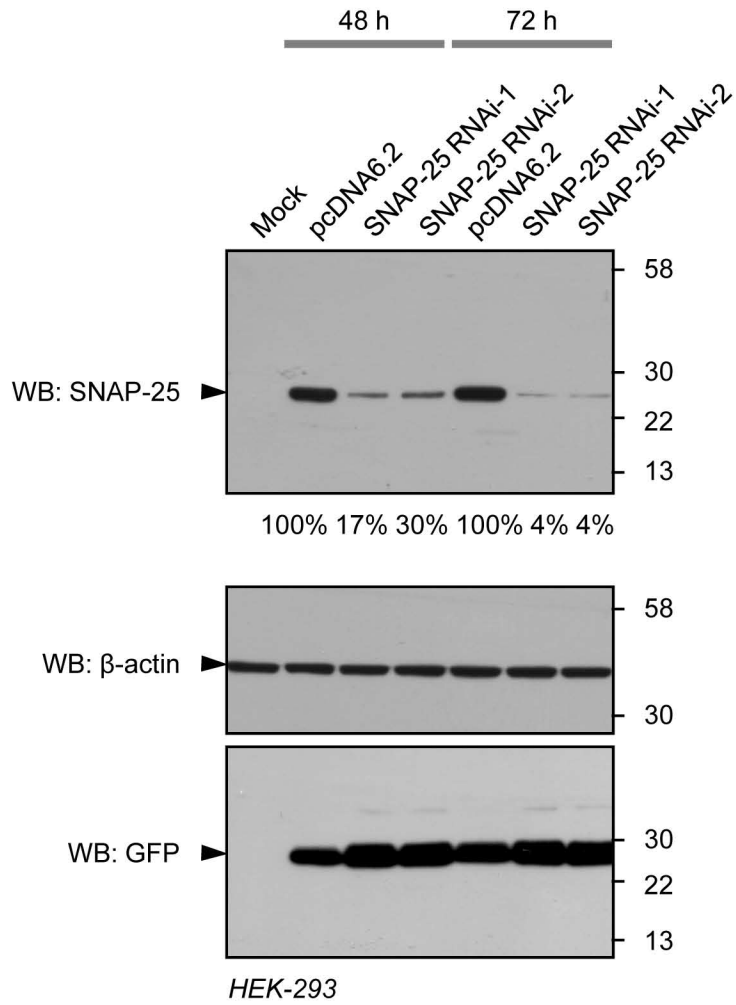 48 h 72 h
Mock pcDNA6.2 SNAP-25 RNAi-1 SNAP-25 RNAi-2 pcDNA6.2 SNAP-25 RNAi-1 SNAP-25 RNAi-2
58
30
WB: SNAP-25
22
13
100% 17% 30% 100% 4% 4%
58
WB: β-actin
30
30
WB: GFP
22
13
HEK-293